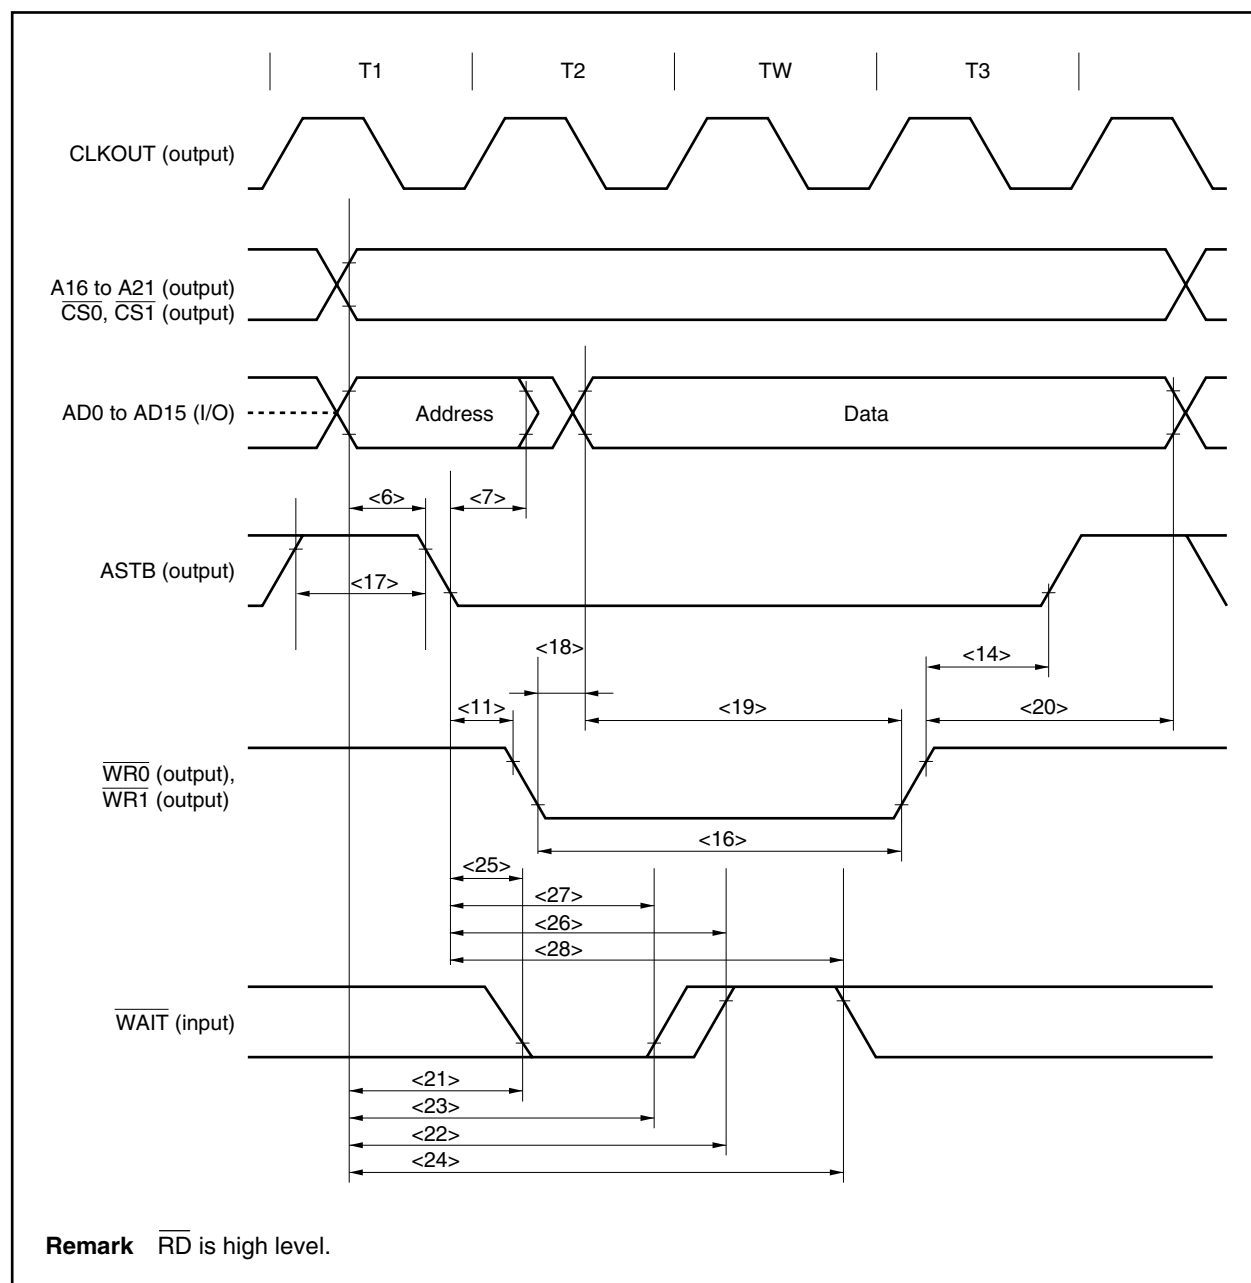 T1 T2 TW T3
CLKOUT (output)
A16 to A21 (output)
CS0, CS1 (output)
AD0 to AD15 (I/O)
Address
Data
<6>
<7>
ASTB (output)
<17>
<18>
<14>
<11>
<19>
<20>
WR0 (output),
WR1 (output)
<16>
<25>
<27>
<26>
<28>
WAIT (input)
<21>
<23>
<22>
<24>
Remark RD is high level.